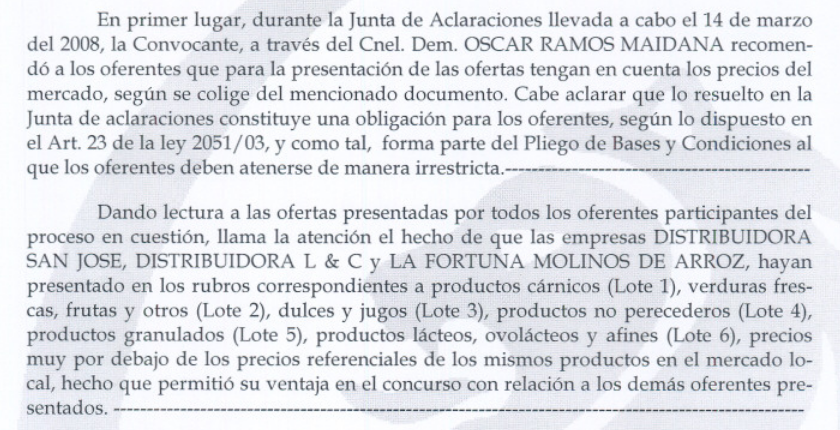 En primer lugar, durante la Junta de Aclaraciones llevada a cabo el 14 de marzo
del 2008, la Convocante, a través del Cnel. Dem. OSCAR RAMOS MAIDANA recomen-
dó a los oferentes que para la presentación de las ofertas tengan en cuenta los precios del
mercado, según se colige del mencionado documento. Cabe aclarar que lo resuelto en la
Junta de aclaraciones constituye una obligación para los oferentes, según lo dispuesto en
el Art. 23 de la ley 2051/03, y como tal, forma parte del Pliego de Bases y Condiciones al
que los oferentes deben atenerse de manera irrestricta.----------------------------------------------
Dando lectura a las ofertas presentadas por todos los oferentes participantes del
proceso en cuestión, llama la atención el hecho de que las empresas DISTRIBUIDORA
SAN JOSE, DISTRIBUIDORA L & C y LA FORTUNA MOLINOS DE ARROZ, hayan
presentado en los rubros correspondientes a productos cárnicos (Lote 1), verduras fres-
cas, frutas y otros (Lote 2), dulces y jugos (Lote 3), productos no perecederos (Lote 4),
productos granulados (Lote 5), productos lácteos, ovolácteos y afines (Lote 6), precios
muy por debajo de los precios referenciales de los mismos productos en el mercado lo-
cal, hecho que permitió su ventaja en el concurso con relación a los demás oferentes pre-
sentados. --------------------------------------------------------------------------------------------------------